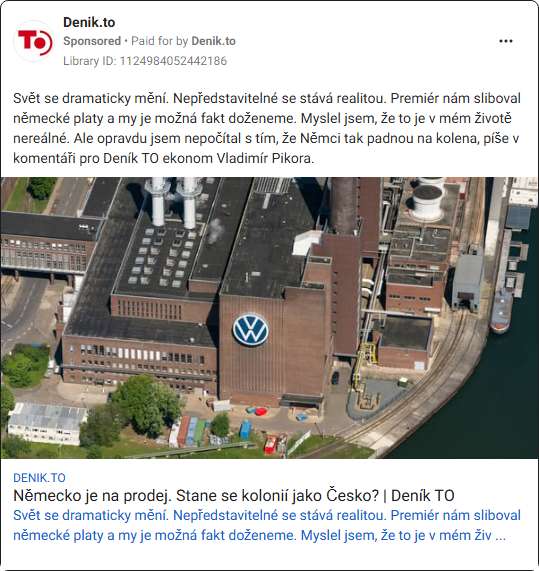 Denik.to
Sponsored • Paid for by Denik.to
Library ID: 1124984052442186
TO
Svět se dramaticky mění. Nepředstavitelné se stává realitou. Premiér nám sliboval
německé platy a my je možná fakt doženeme. Myslel jsem, že to je v mém životě
nereálné. Ale opravdu jsem nepočítal s tím, že Němci tak padnou na kolena, píše v
komentáři pro Deník TO ekonom Vladimír Pikora.
DENIK.TO
Německo je na prodej. Stane se kolonií jako Česko? | Deník TO
Svět se dramaticky mění. Nepředstavitelné se stává realitou. Premiér nám sliboval
německé platy a my je možná fakt doženeme. Myslel jsem, že to je v mém živ ...